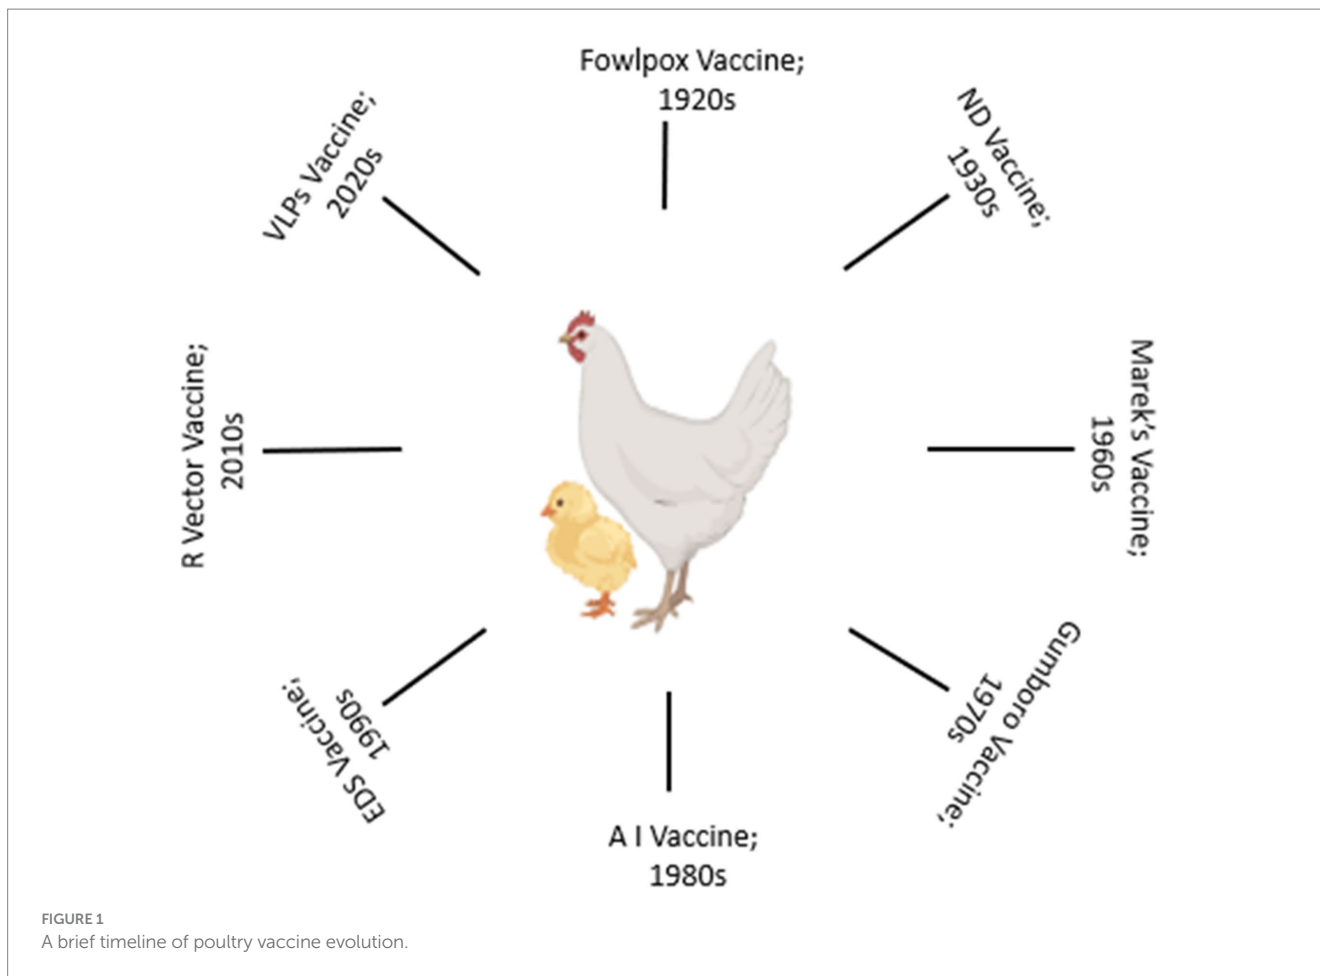 Fowlpox Vaccine;
1920s
ND Vaccine;
1930s
Marek's Vaccine;
1960s
Gumboro Vaccine;
1970s
A I Vaccine;
1980s
EDS Vaccine;
1990s
R Vector Vaccine;
2010s
VLPs Vaccine;
2020s
FIGURE 1
A brief timeline of poultry vaccine evolution.